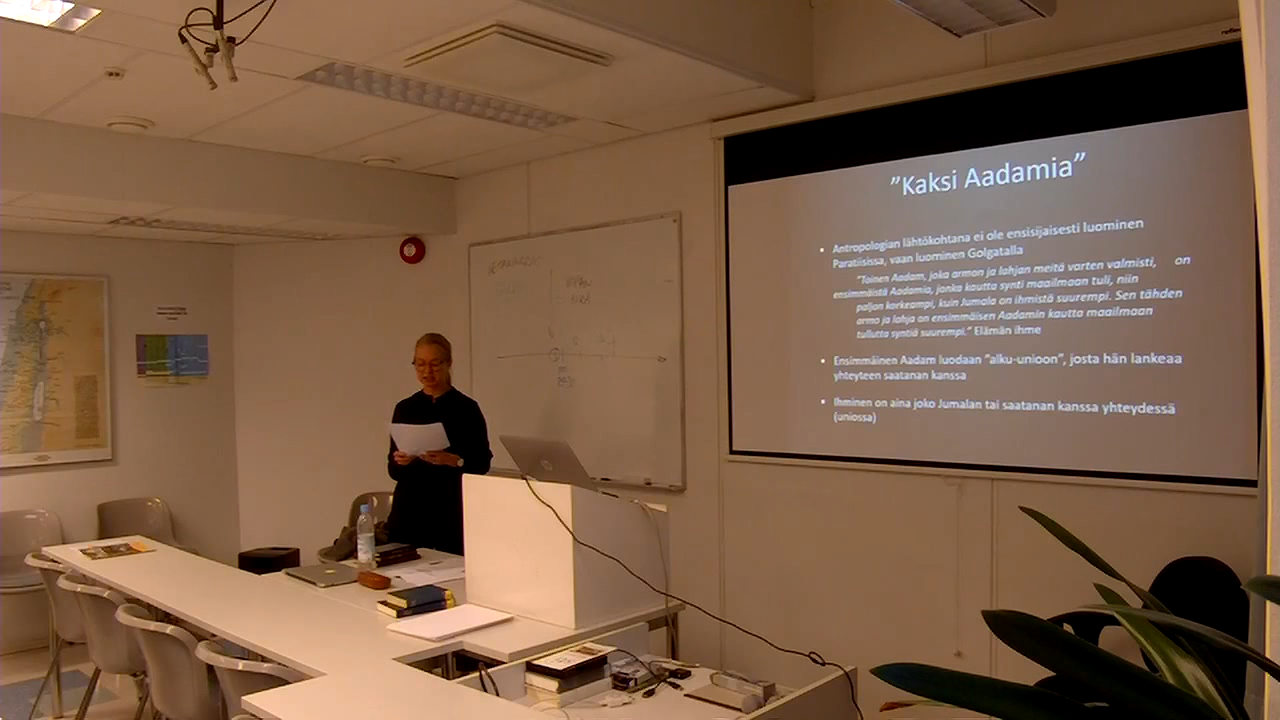 ”Kaksi Aadamia”
• Antropologian lähtökohtana ei ole ensisijaisesti luominen
Paratiisissa, vaan luominen Golgatalla
”Toinen Aadam, joka armon ja lahjan meitä varten valmisti, on
ensimmäistä Aadamia, jonka kautta synti maailmaan tuli, niin
paljon korkeampi, kuin Jumala on ihmistä suurempi. Sen tähden
armo ja lahja on ensimmäisen Aadamin kautta maailmaan
tullutta syntiä suurempi.” Elämän ihme
• Ensimmäinen Aadam luodaan ”alku-unioon”, josta hän lankeaa
yhteyteen saatanan kanssa
• Ihminen on aina joko Jumalan tai saatanan kanssa yhteydessä
(uniossa)